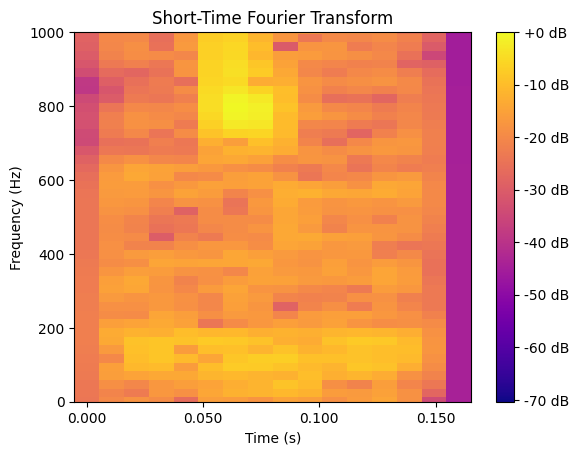 Short-Time Fourier Transform
Frequency (Hz)
1000
800
600
400
200
0
0.000
0.050
0.100
0.150
Time (s)
+0 dB
-10 dB
-20 dB
-30 dB
-40 dB
-50 dB
-60 dB
-70 dB